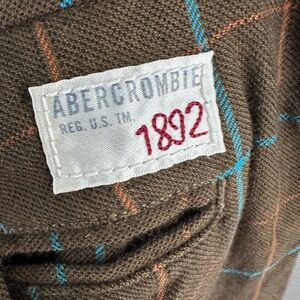 ABERCROMBIE
REG. U.S. TM.
1892